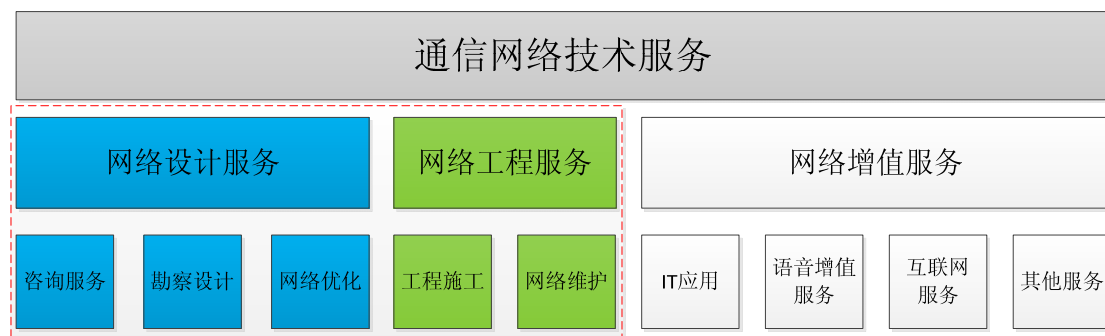 通信网络技术服务
网络设计服务
网络工程服务
网络增值服务
咨询服务
勘察设计
网络优化
工程施工
网络维护
IT应用
语音增值
服务
互联网
服务
其他服务